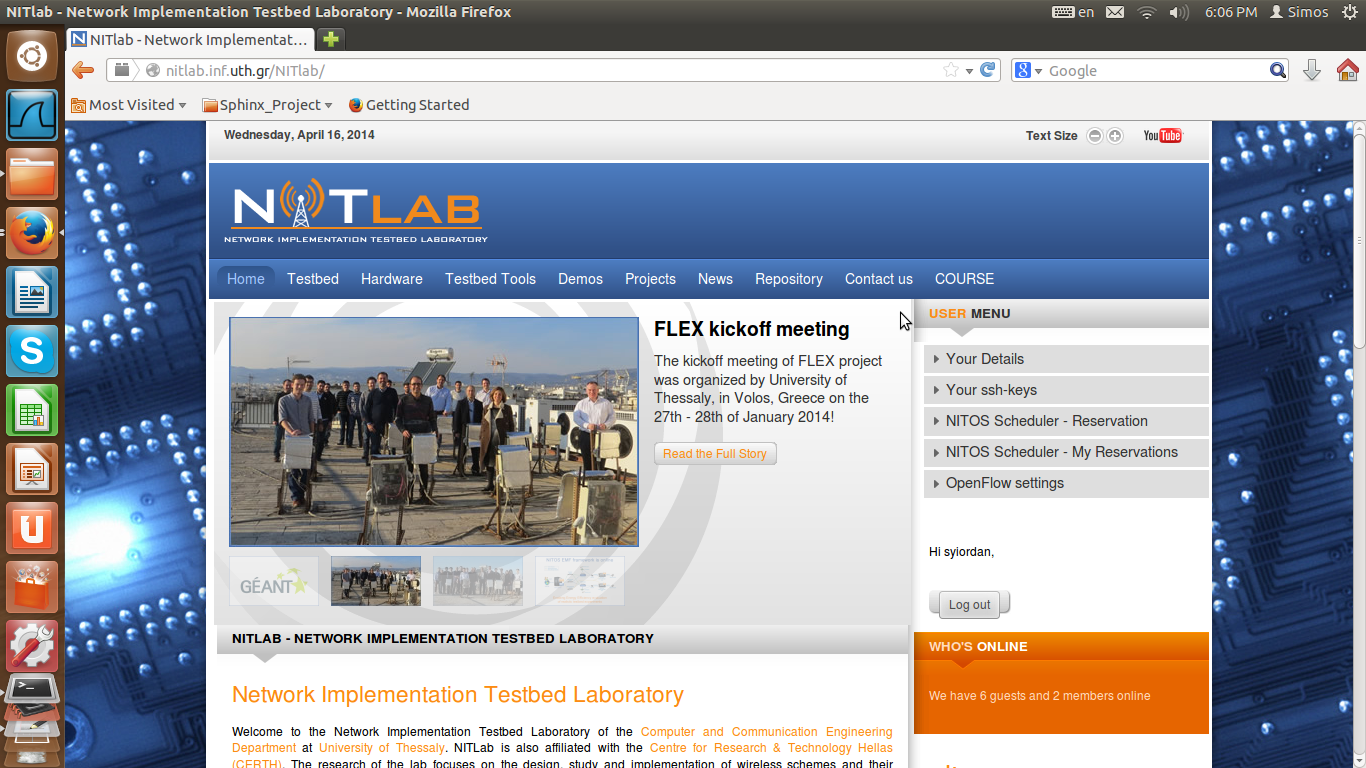 NITlab - Network Implementation Testbed Laboratory - Mozilla Firefox
en
6:06 PM
Simos
NITlab - Network Implementat...
nitlab.inf.uth.gr/NITlab/
Google
Most Visited
Sphinx_Project
Getting Started
Wednesday, April 16, 2014
Text Size
YouTube
NITLAB
NETWORK IMPLEMENTATION TESTBED LABORATORY
Home Testbed Hardware Testbed Tools Demos Projects News Repository Contact us COURSE
FLEX kickoff meeting
The kickoff meeting of FLEX project
was organized by University of
Thessaly, in Volos, Greece on the
27th - 28th of January 2014!
Read the Full Story
GÉANT
USER MENU
Your Details
Your ssh-keys
NITOS Scheduler - Reservation
NITOS Scheduler - My Reservations
OpenFlow settings
Hi syiordan,
Log out
WHO'S ONLINE
We have 6 guests and 2 members online
NITLAB - NETWORK IMPLEMENTATION TESTBED LABORATORY
Network Implementation Testbed Laboratory
Welcome to the Network Implementation Testbed Laboratory of the Computer and Communication Engineering
Department at University of Thessaly. NITLab is also affiliated with the Centre for Research & Technology Hellas
(CERTH). The research of the lab focuses on the design, study and implementation of wireless schemes and their